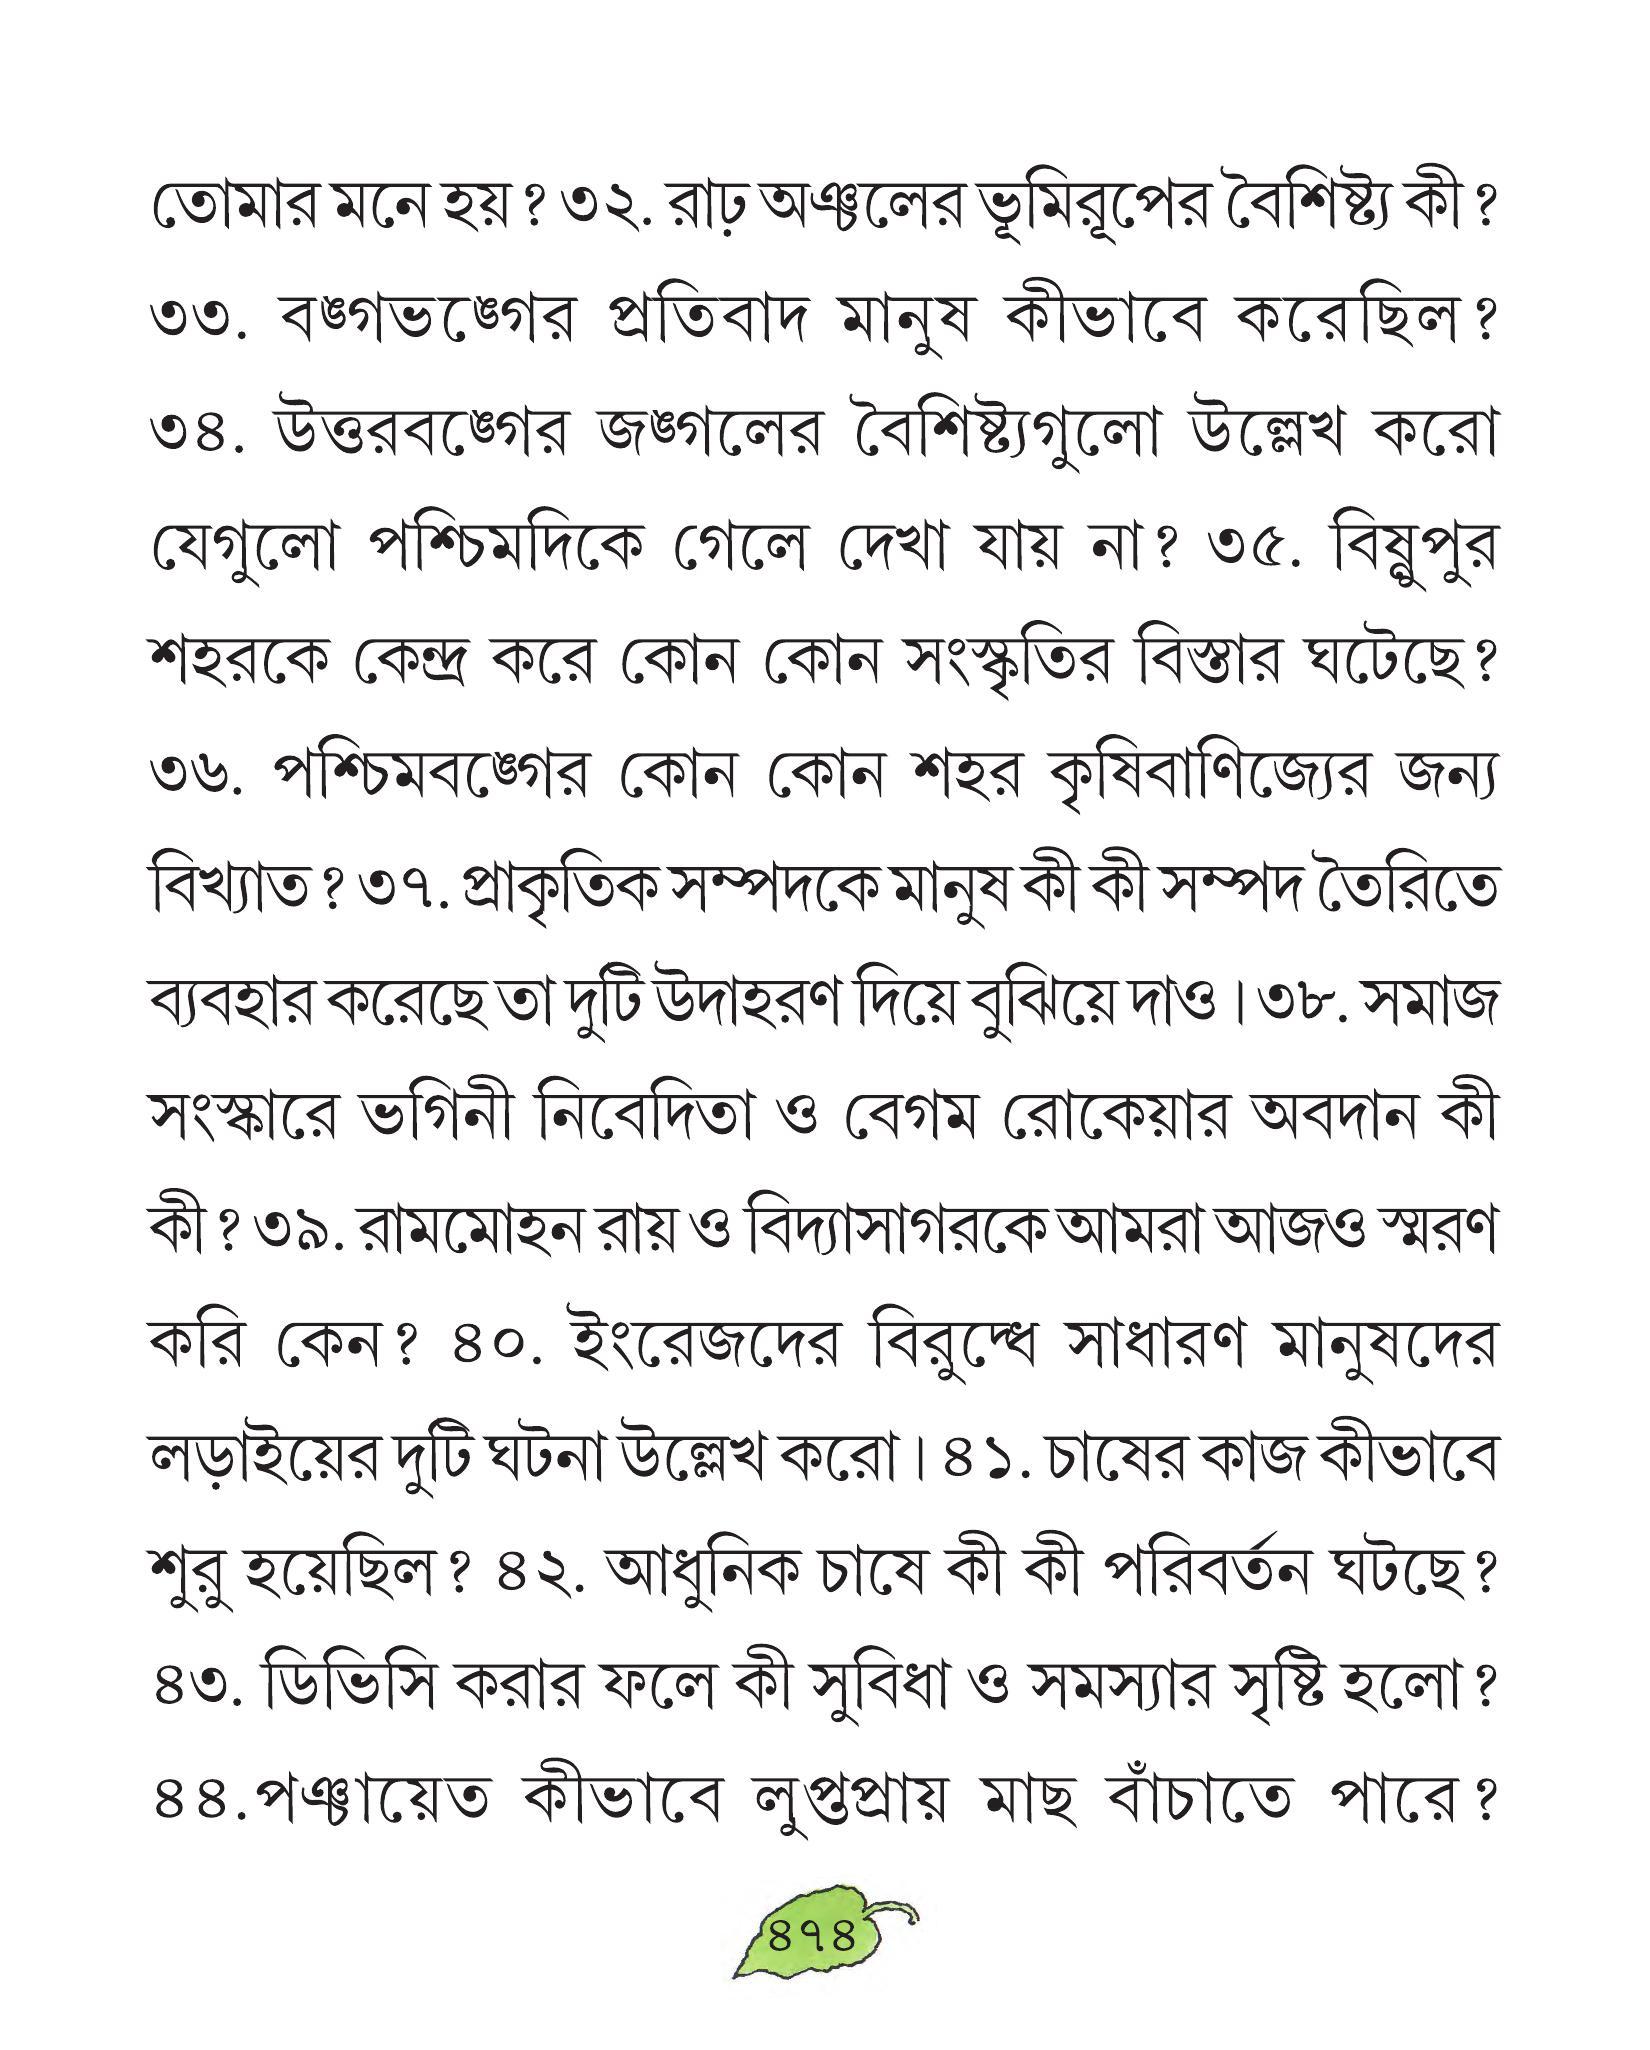 তোমার মনে হয়? ৩২. রাঢ় অঞ্চলের ভূমিরূপের বৈশিষ্ট্য কী?
৩৩. বঙ্গভঙ্গের প্রতিবাদ মানুষ কীভাবে করেছিল?
৩৪. উত্তরবঙ্গের জঙ্গলের বৈশিষ্ট্যগুলো উল্লেখ করো
যেগুলো পশ্চিমদিকে গেলে দেখা যায় না? ৩৫. বিষ্ণুপুর
শহরকে কেন্দ্র করে কোন কোন সংস্কৃতির বিস্তার ঘটেছে?
৩৬. পশ্চিমবঙ্গের কোন কোন শহর কৃষিবাণিজ্যের জন্য
বিখ্যাত? ৩৭. প্রাকৃতিক সম্পদকে মানুষ কী কী সম্পদ তৈরিতে
ব্যবহার করেছে তা দুটি উদাহরণ দিয়ে বুঝিয়ে দাও। ৩৮. সমাজ
সংস্কারে ভগিনী নিবেদিতা ও বেগম রোকেয়ার অবদান কী
কী? ৩৯. রামমোহন রায় ও বিদ্যাসাগরকে আমরা আজও স্মরণ
করি কেন? ৪০. ইংরেজদের বিরুদ্ধে সাধারণ মানুষদের
লড়াইয়ের দুটি ঘটনা উল্লেখ করো। ৪১. চাষের কাজ কীভাবে
শুরু হয়েছিল? ৪২. আধুনিক চাষে কী কী পরিবর্তন ঘটছে?
৪৩. ডিভিসি করার ফলে কী সুবিধা ও সমস্যার সৃষ্টি হলো?
৪৪.পঞ্চায়েত কীভাবে লুপ্তপ্রায় মাছ বাঁচাতে পারে?
৪৭৪